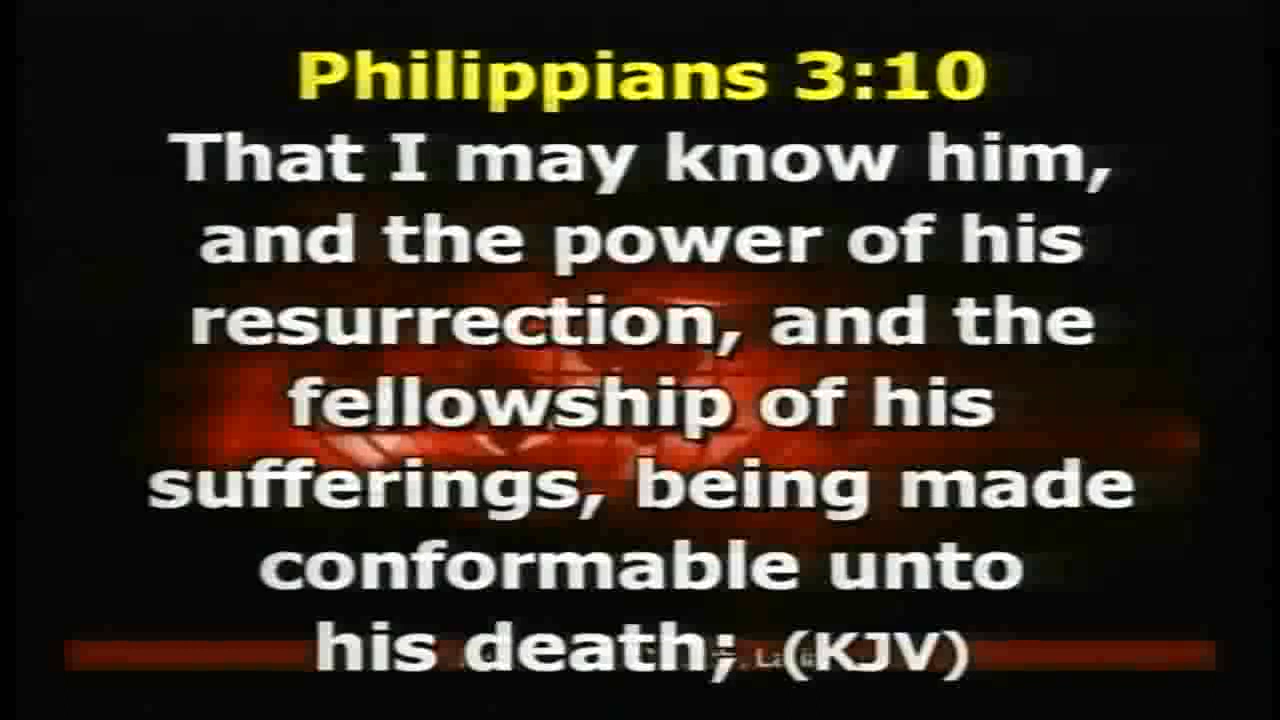 Philippians 3:10
That I may know him,
and the power of his
resurrection, and the
fellowship of his
sufferings, being made
conformable unto
his death; (KJV)